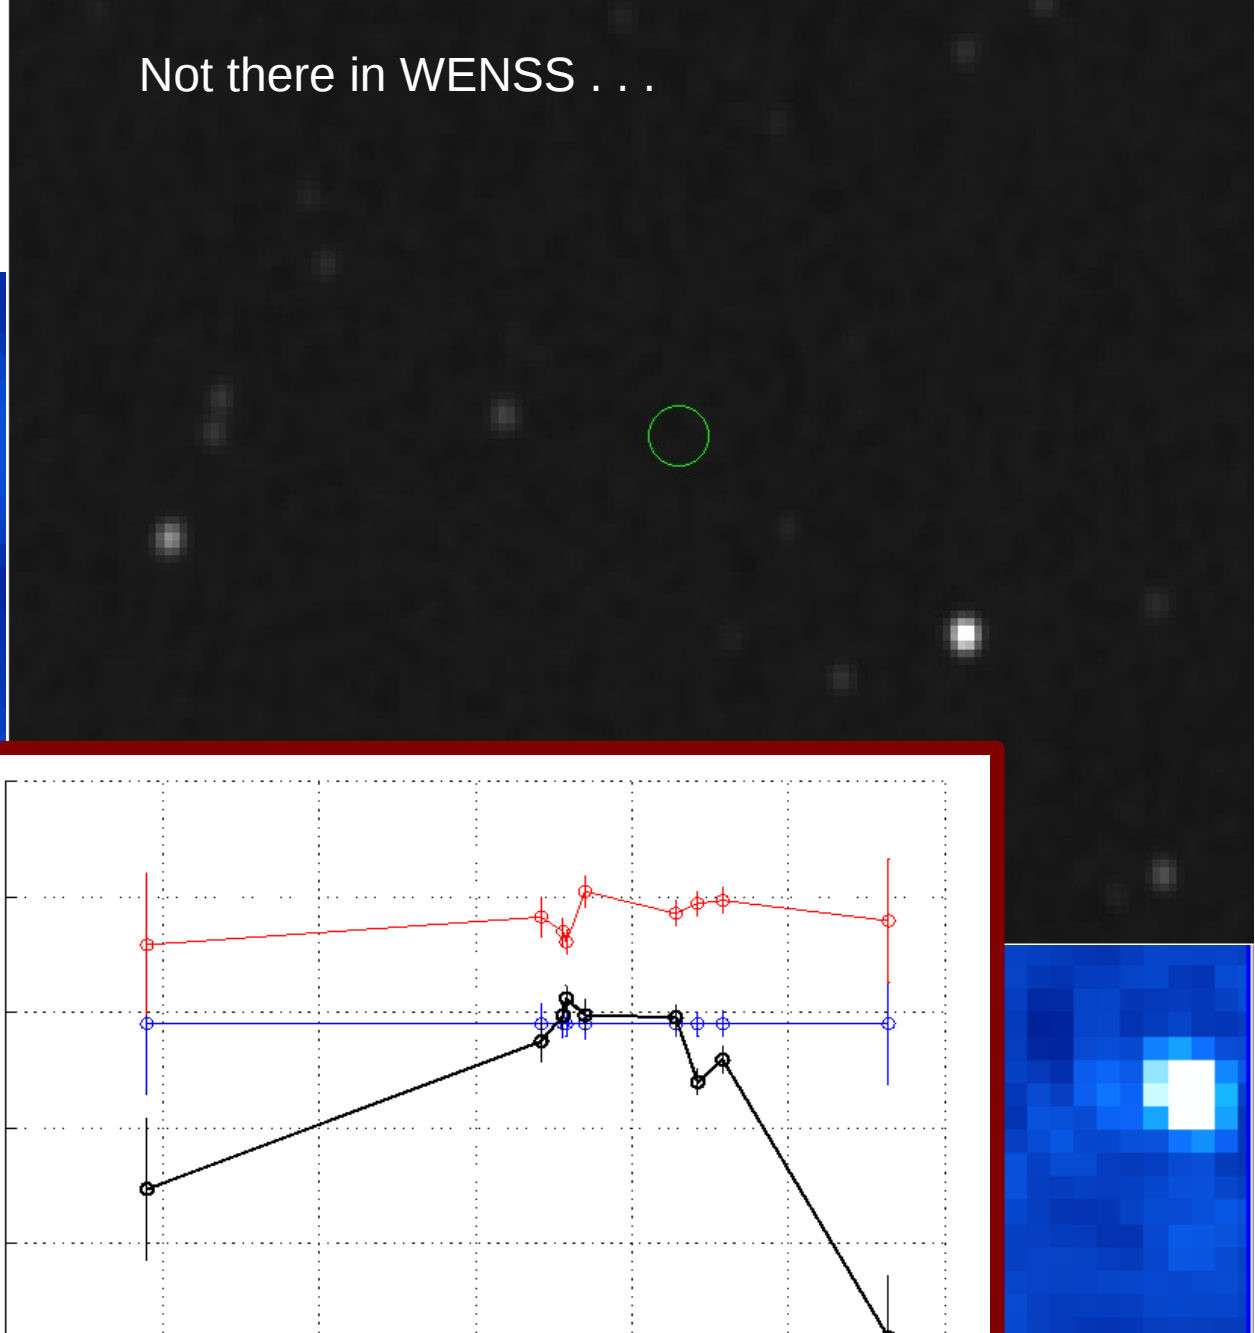 Not there in WENSS . . .